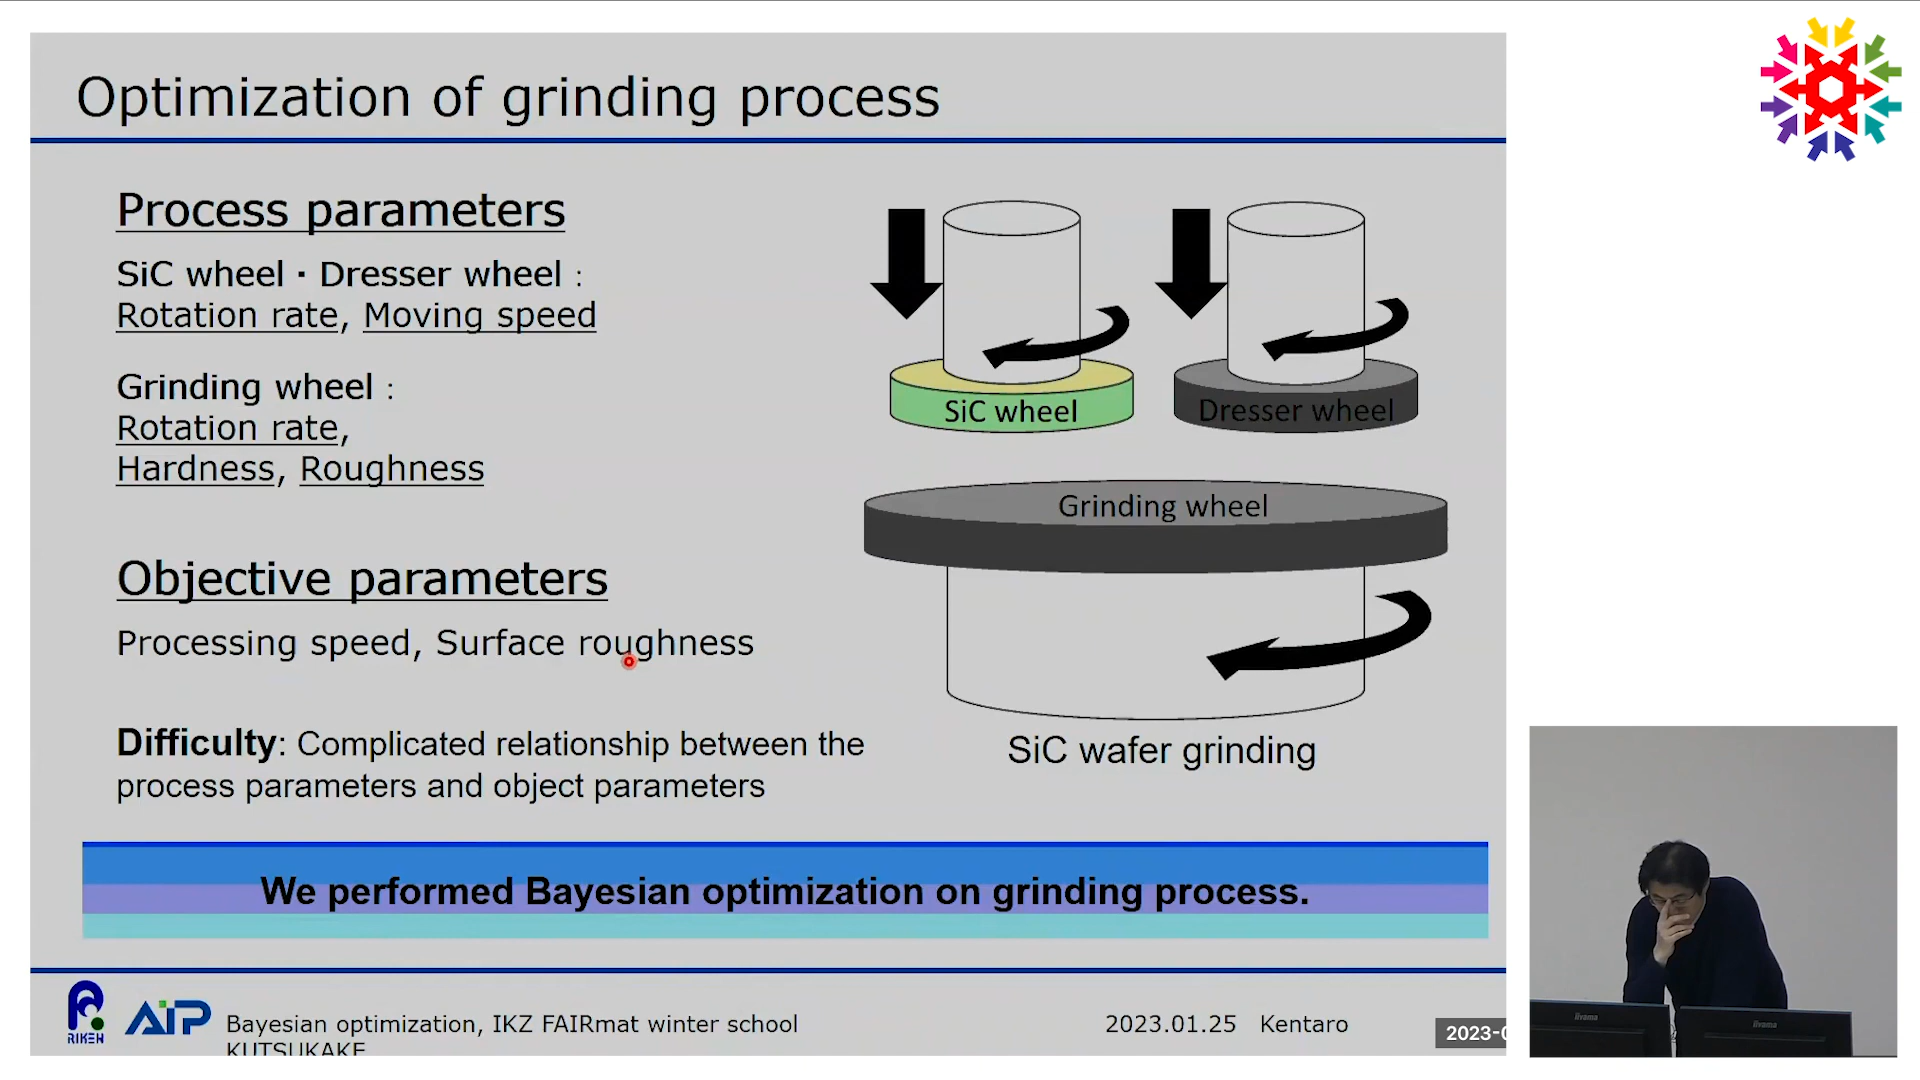 Optimization of grinding process
Process parameters
SiC wheel・Dresser wheel :
Rotation rate, Moving speed
Grinding wheel :
Rotation rate,
Hardness, Roughness
Objective parameters
Processing speed, Surface roughness
Difficulty: Complicated relationship between the
process parameters and object parameters
SiC wheel
Dresser wheel
Grinding wheel
SiC wafer grinding
We performed Bayesian optimization on grinding process.
RIKEN
AIP
Bayesian optimization, IKZ FAIRmat winter school
2023.01.25 Kentaro
KUTSUKAKE
2023-0
iiyama
iiyama